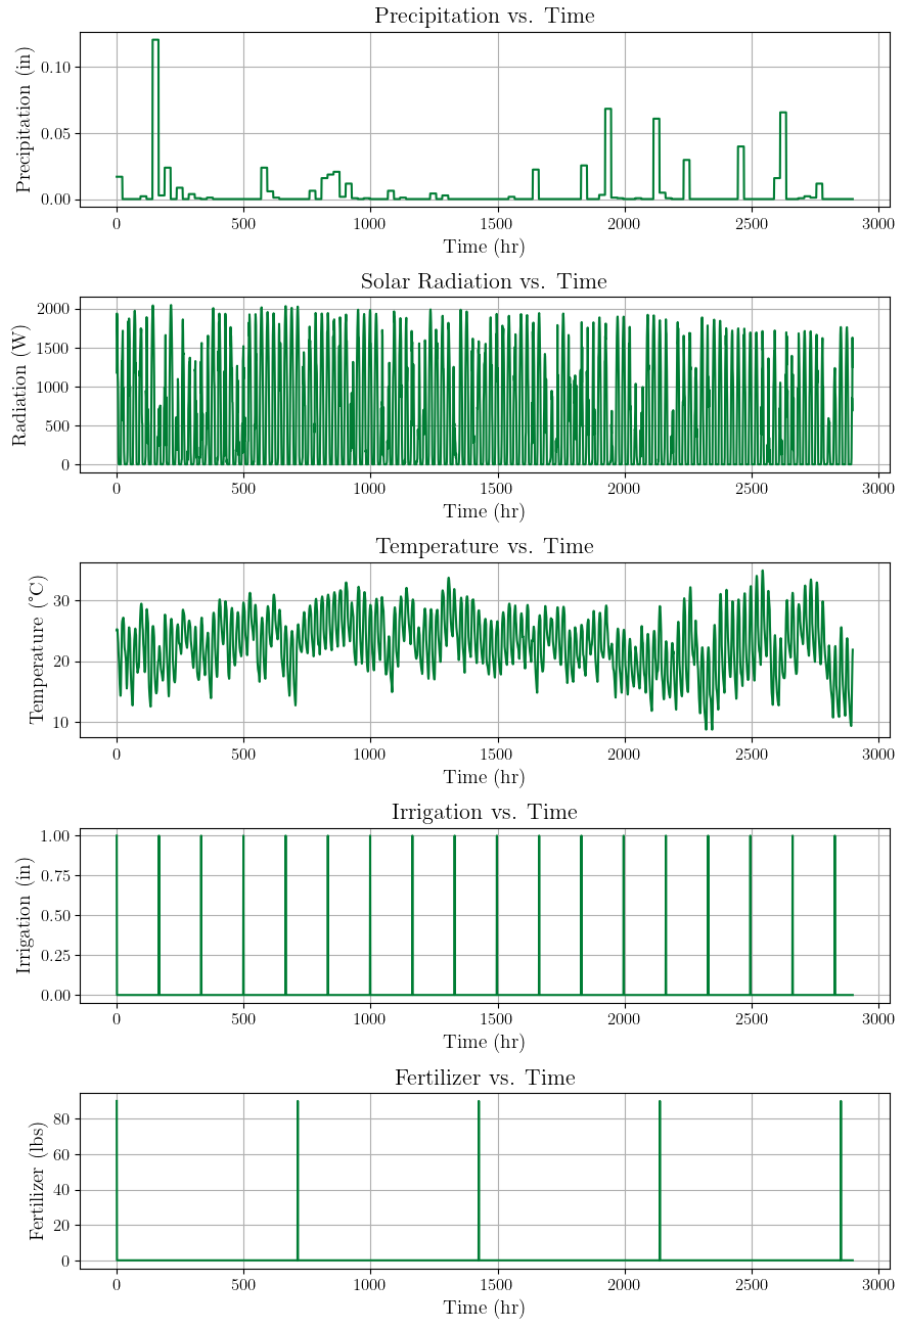 Precipitation vs. Time
Precipitation (in)
0.10
0.05
0.00
0 500 1000 1500 2000 2500 3000
Time (hr)
Solar Radiation vs. Time
Radiation (W)
2000
1500
1000
500
0
0 500 1000 1500 2000 2500 3000
Time (hr)
Temperature vs. Time
Temperature (°C)
30
20
10
0 500 1000 1500 2000 2500 3000
Time (hr)
Irrigation vs. Time
Irrigation (in)
1.00
0.75
0.50
0.25
0.00
0 500 1000 1500 2000 2500 3000
Time (hr)
Fertilizer vs. Time
Fertilizer (lbs)
80
60
40
20
0
0 500 1000 1500 2000 2500 3000
Time (hr)